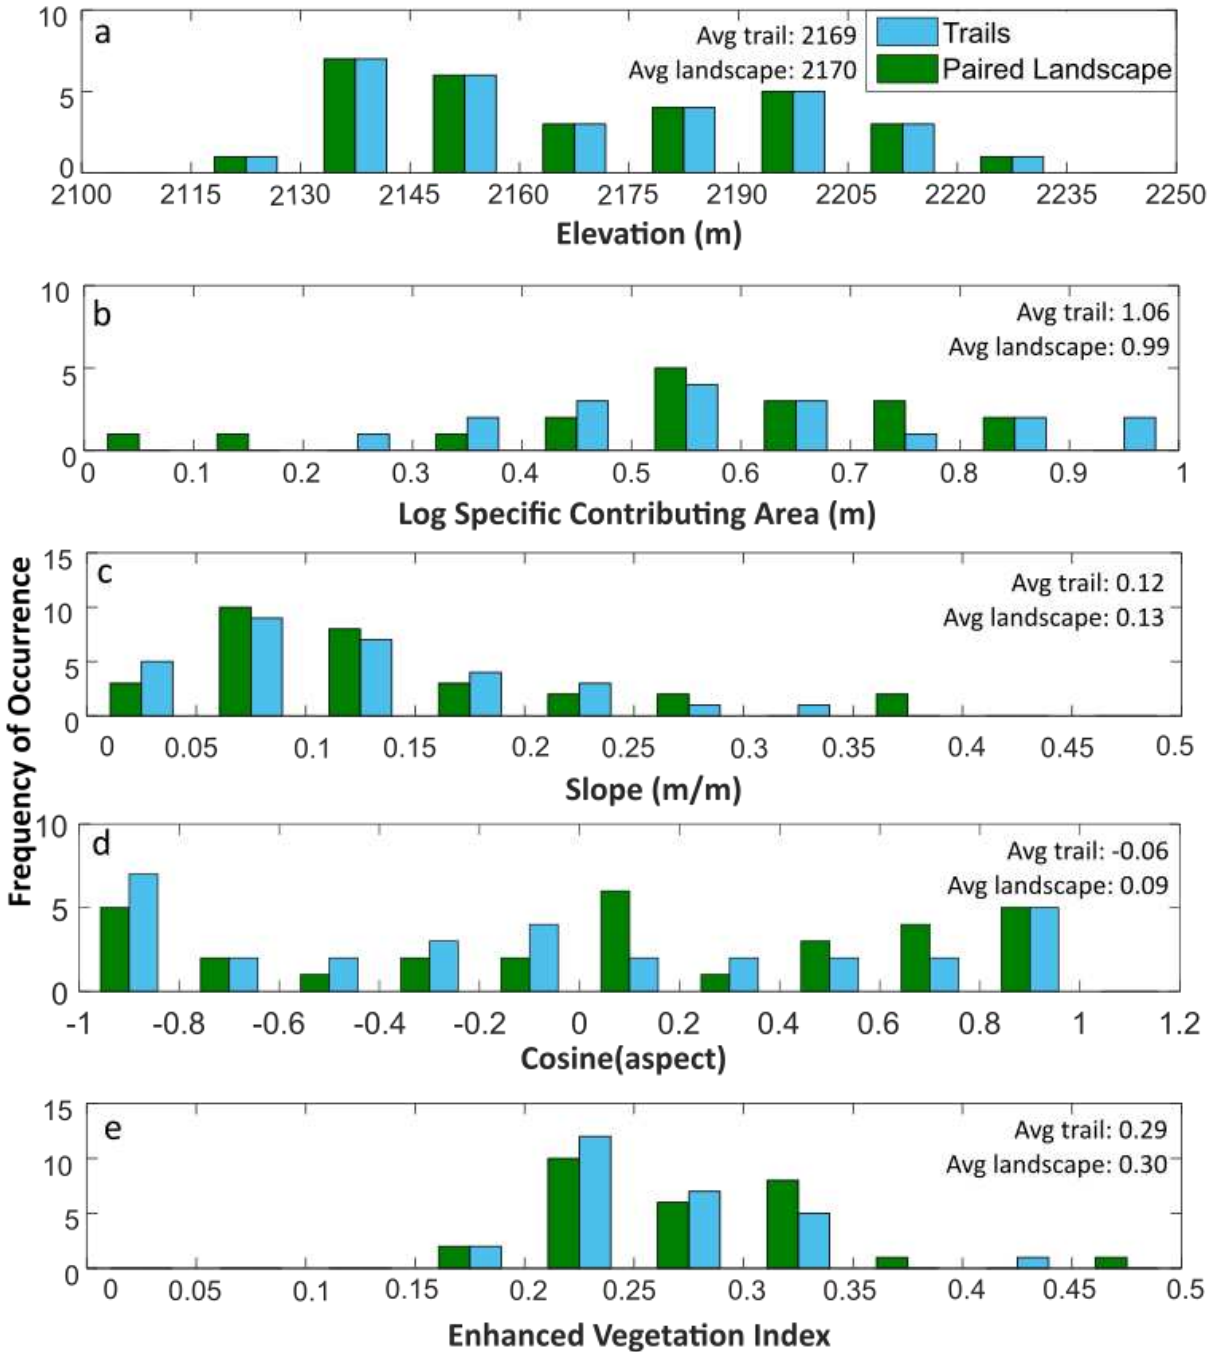 10
a
Avg trail: 2169
Trails
Avg landscape: 2170
Paired Landscape
5
0
2100 2115 2130 2145 2160 2175 2190 2205 2220 2235 2250
Elevation (m)
10
b
Avg trail: 1.06
Avg landscape: 0.99
5
0
0 0.1 0.2 0.3 0.4 0.5 0.6 0.7 0.8 0.9 1
Log Specific Contributing Area (m)
Frequency of Occurrence
15
c
Avg trail: 0.12
10
Avg landscape: 0.13
5
0
0 0.05 0.1 0.15 0.2 0.25 0.3 0.35 0.4 0.45 0.5
Slope (m/m)
10
d
Avg trail: -0.06
Avg landscape: 0.09
5
0
-1 -0.8 -0.6 -0.4 -0.2 0 0.2 0.4 0.6 0.8 1 1.2
Cosine(aspect)
15
e
Avg trail: 0.29
10
Avg landscape: 0.30
5
0
0 0.05 0.1 0.15 0.2 0.25 0.3 0.35 0.4 0.45 0.5
Enhanced Vegetation Index